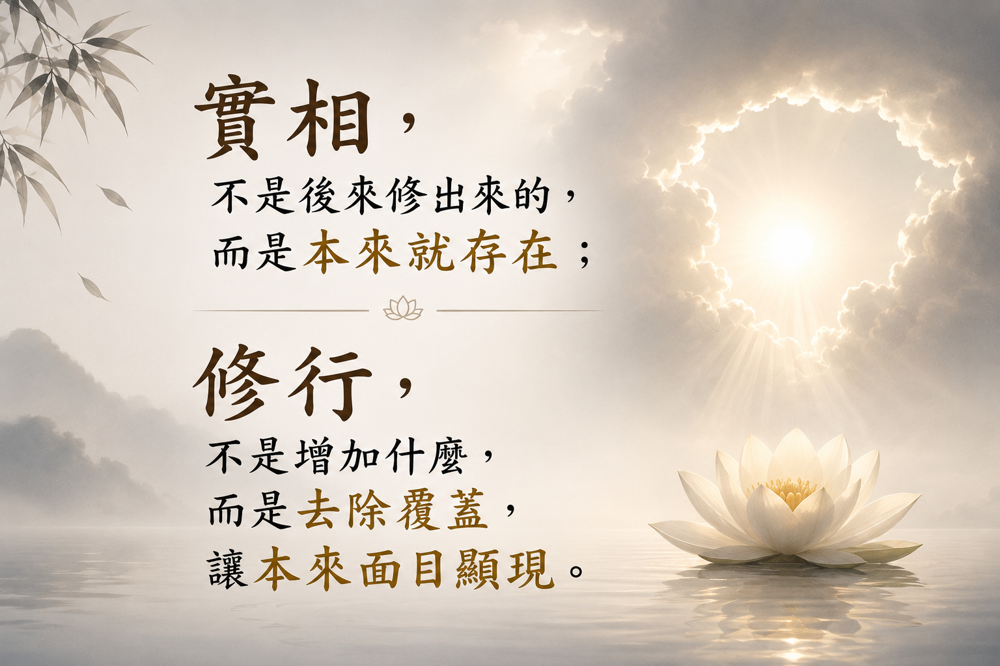 實相，
不是後來修出來的，
而是本來就存在；
修行，
不是增加什麼，
而是去除覆蓋，
讓本來面目顯現。